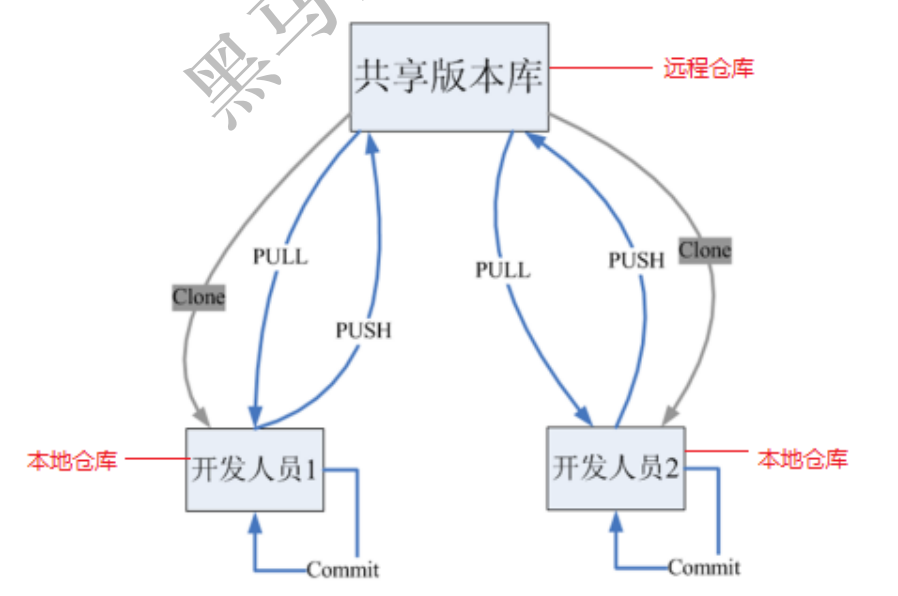 黑马
共享版本库
远程仓库
PULL
PUSH
Clone
PULL
PUSH
Clone
本地仓库
开发人员1
开发人员2
本地仓库
Commit
Commit